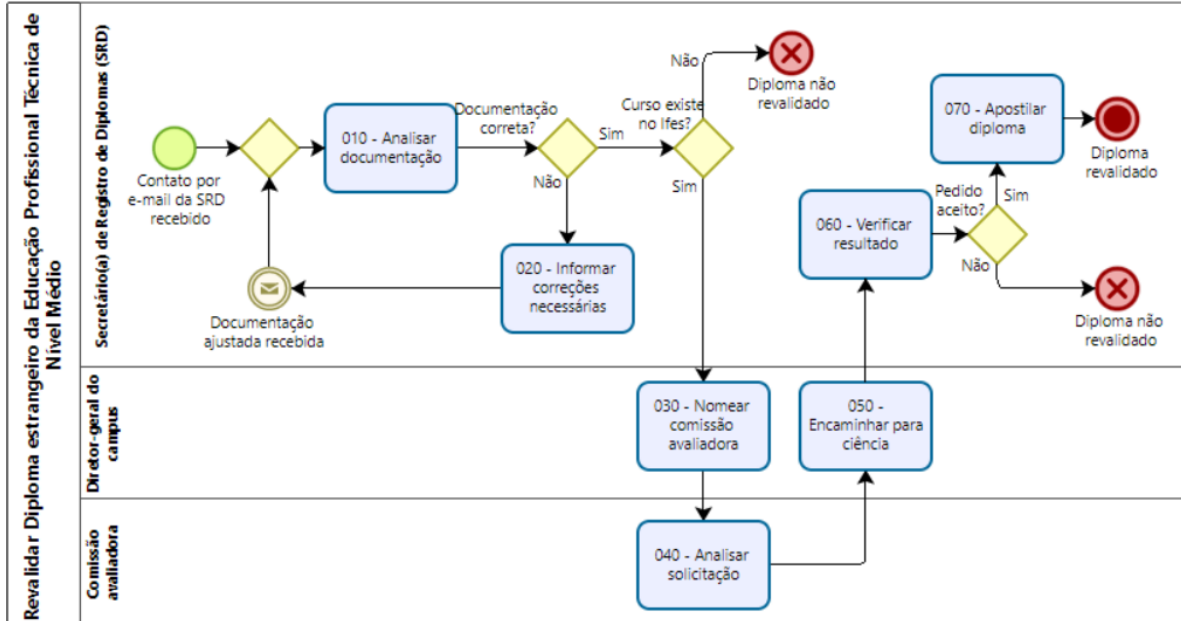 Revalidar Diploma estrangeiro da Educação Profissional Técnica de
Nível Médio
Secretário(a) de Registro de Diplomas (SRD)
Contato por
e-mail da SRD
recebido
010 - Analisar
documentação
Documentação
correta?
Sim
Não
020 - Informar
correções
necessárias
Documentação
ajustada recebida
Curso existe
no Ifes?
Não
Sim
Diploma não
revalidado
060 - Verificar
resultado
Pedido
aceito?
Sim
Não
070 - Apostilar
diploma
Diploma
revalidado
Diploma não
revalidado
Diretor-geral do
campus
030 - Nomear
comissão
avaliadora
050 -
Encaminhar para
ciência
Comissão
avaliadora
040 - Analisar
solicitação